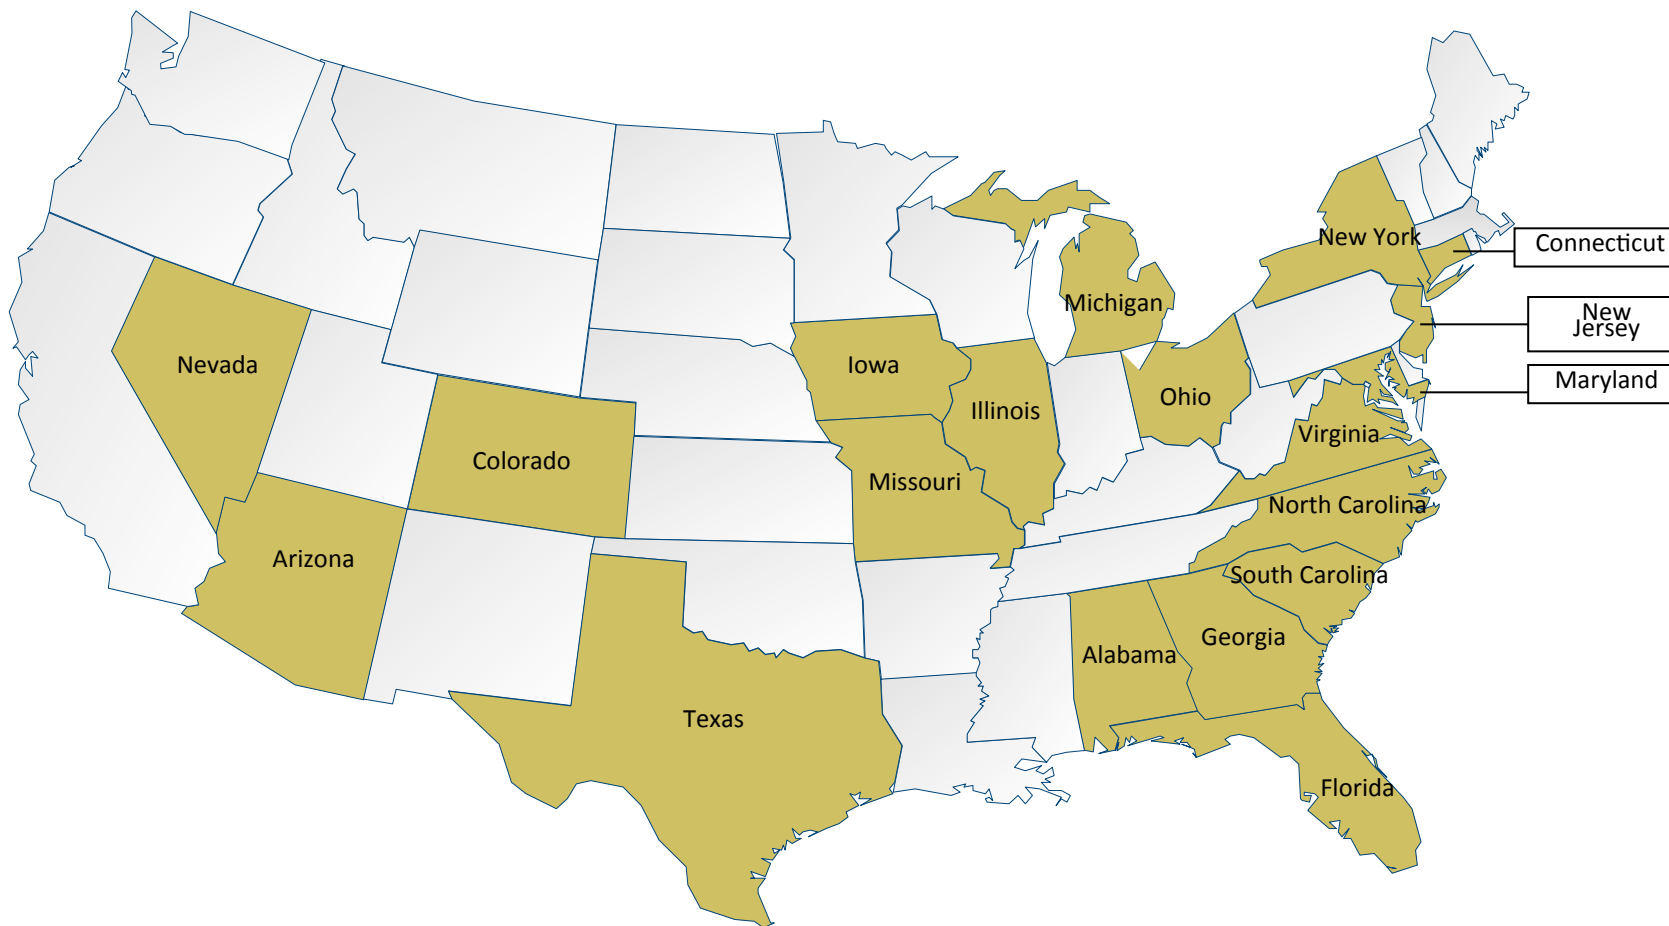 New York
Connecticut
Michigan
New
Jersey
Nevada
Iowa
Maryland
Illinois
Ohio
Virginia
Colorado
Missouri
North Carolina
Arizona
South Carolina
Georgia
Alabama
Texas
Florida